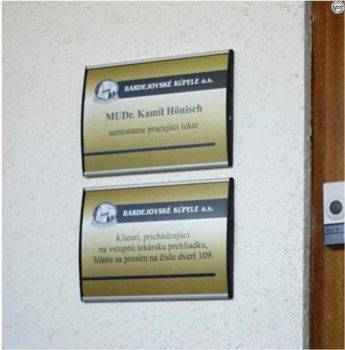 BARDEJOVSKÉ KÚPELE a.s.
MUDr. Kamil Hönisch
samostatne pracujúci lekár
BARDEJOVSKÉ KÚPELE a.s.
Klienti, prichádzajúci
na vstupnú lekársku prehliadku,
hláste sa prosím na čísle dverí 109.